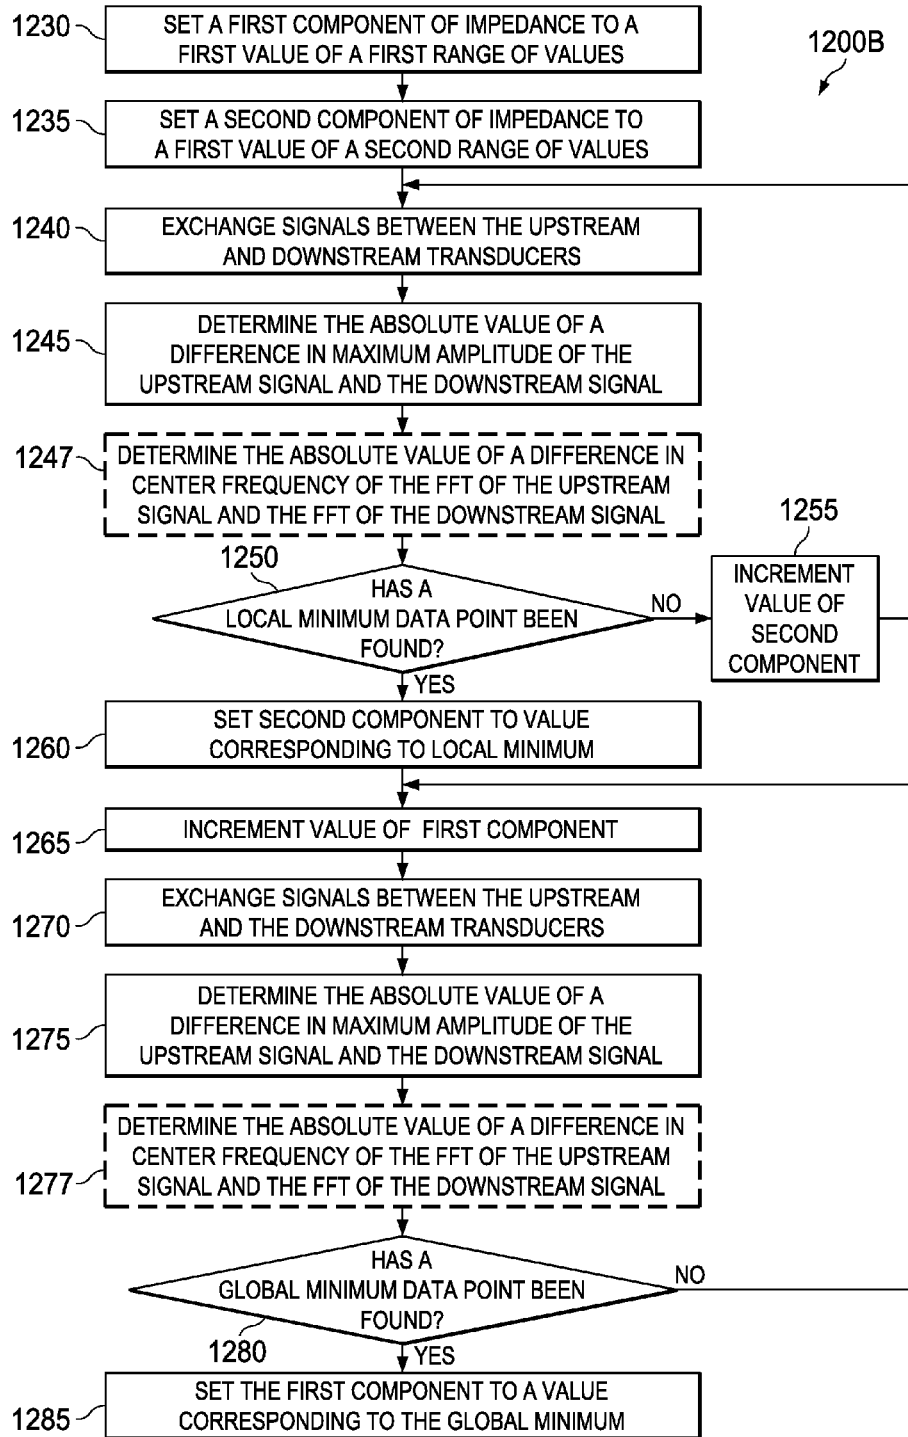 1200B
1230
SET A FIRST COMPONENT OF IMPEDANCE TO A
FIRST VALUE OF A FIRST RANGE OF VALUES
1235
SET A SECOND COMPONENT OF IMPEDANCE TO
A FIRST VALUE OF A SECOND RANGE OF VALUES
1240
EXCHANGE SIGNALS BETWEEN THE UPSTREAM
AND DOWNSTREAM TRANSDUCERS
1245
DETERMINE THE ABSOLUTE VALUE OF A
DIFFERENCE IN MAXIMUM AMPLITUDE OF THE
UPSTREAM SIGNAL AND THE DOWNSTREAM SIGNAL
1247
DETERMINE THE ABSOLUTE VALUE OF A DIFFERENCE IN
CENTER FREQUENCY OF THE FFT OF THE UPSTREAM
SIGNAL AND THE FFT OF THE DOWNSTREAM SIGNAL
1250
HAS A
LOCAL MINIMUM DATA POINT BEEN
FOUND?
NO
1255
INCREMENT
VALUE OF
SECOND
COMPONENT
YES
1260
SET SECOND COMPONENT TO VALUE
CORRESPONDING TO LOCAL MINIMUM
1265
INCREMENT VALUE OF FIRST COMPONENT
1270
EXCHANGE SIGNALS BETWEEN THE UPSTREAM
AND THE DOWNSTREAM TRANSDUCERS
1275
DETERMINE THE ABSOLUTE VALUE OF A
DIFFERENCE IN MAXIMUM AMPLITUDE OF THE
UPSTREAM SIGNAL AND THE DOWNSTREAM SIGNAL
1277
DETERMINE THE ABSOLUTE VALUE OF A DIFFERENCE IN
CENTER FREQUENCY OF THE FFT OF THE UPSTREAM
SIGNAL AND THE FFT OF THE DOWNSTREAM SIGNAL
HAS A
GLOBAL MINIMUM DATA POINT BEEN
FOUND?
NO
1280
YES
1285
SET THE FIRST COMPONENT TO A VALUE
CORRESPONDING TO THE GLOBAL MINIMUM